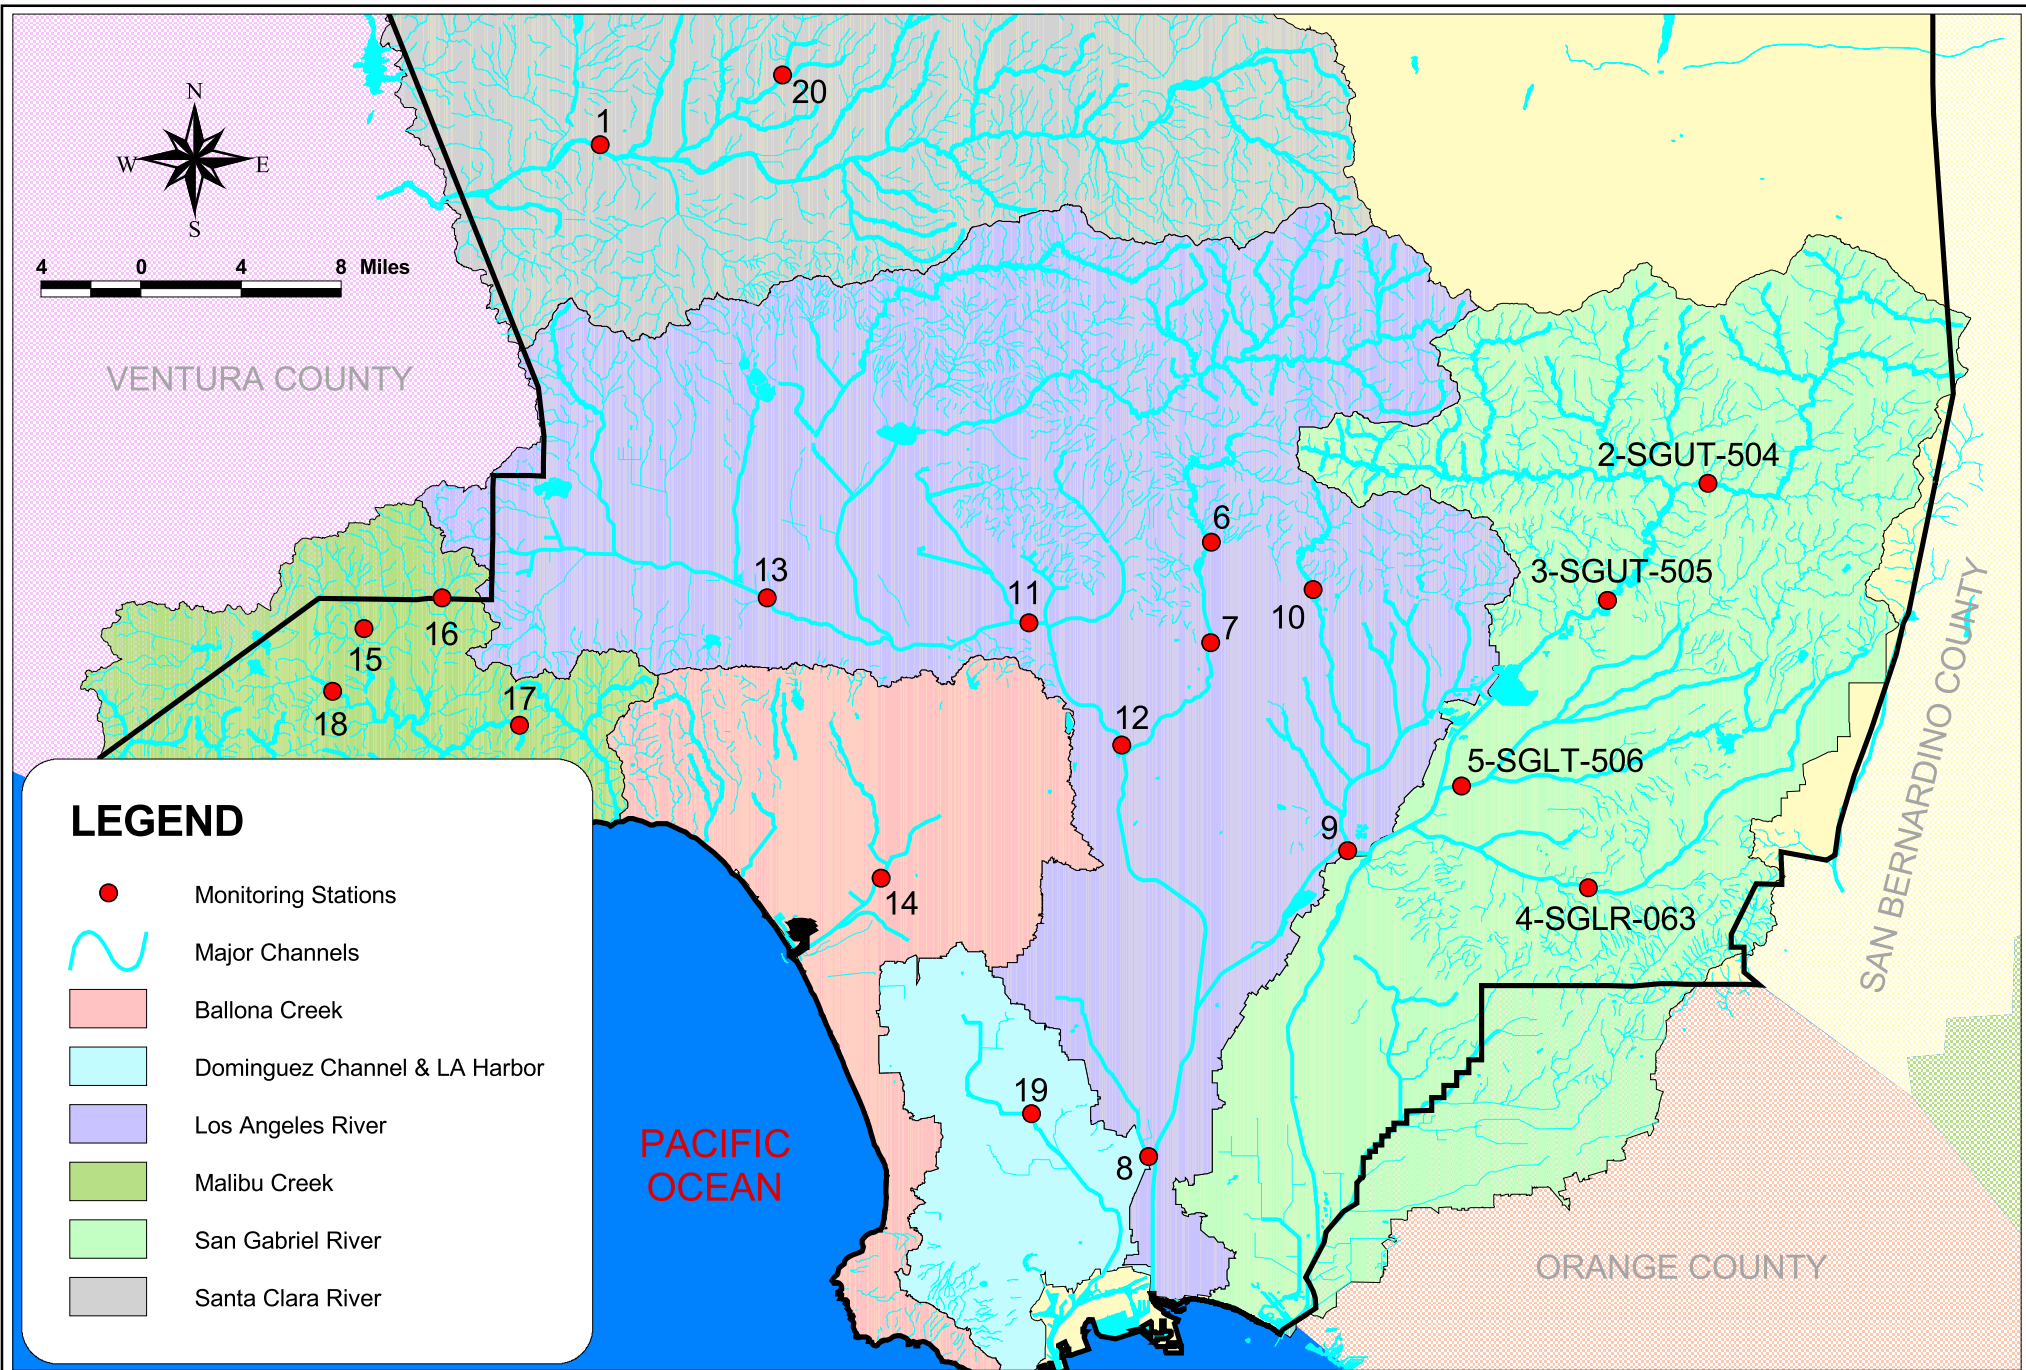 20
1
N
W E
S
4 0 4 8 Miles
VENTURA COUNTY
2-SGUT-504
6
3-SGUT-505
13
11
10
7
16
15
17
18
12
5-SGLT-506
SAN BERNARDINO COUNTY
9
14
4-SGLR-063
19
8
PACIFIC
OCEAN
ORANGE COUNTY
LEGEND
Monitoring Stations
Major Channels
Ballona Creek
Dominguez Channel & LA Harbor
Los Angeles River
Malibu Creek
San Gabriel River
Santa Clara River